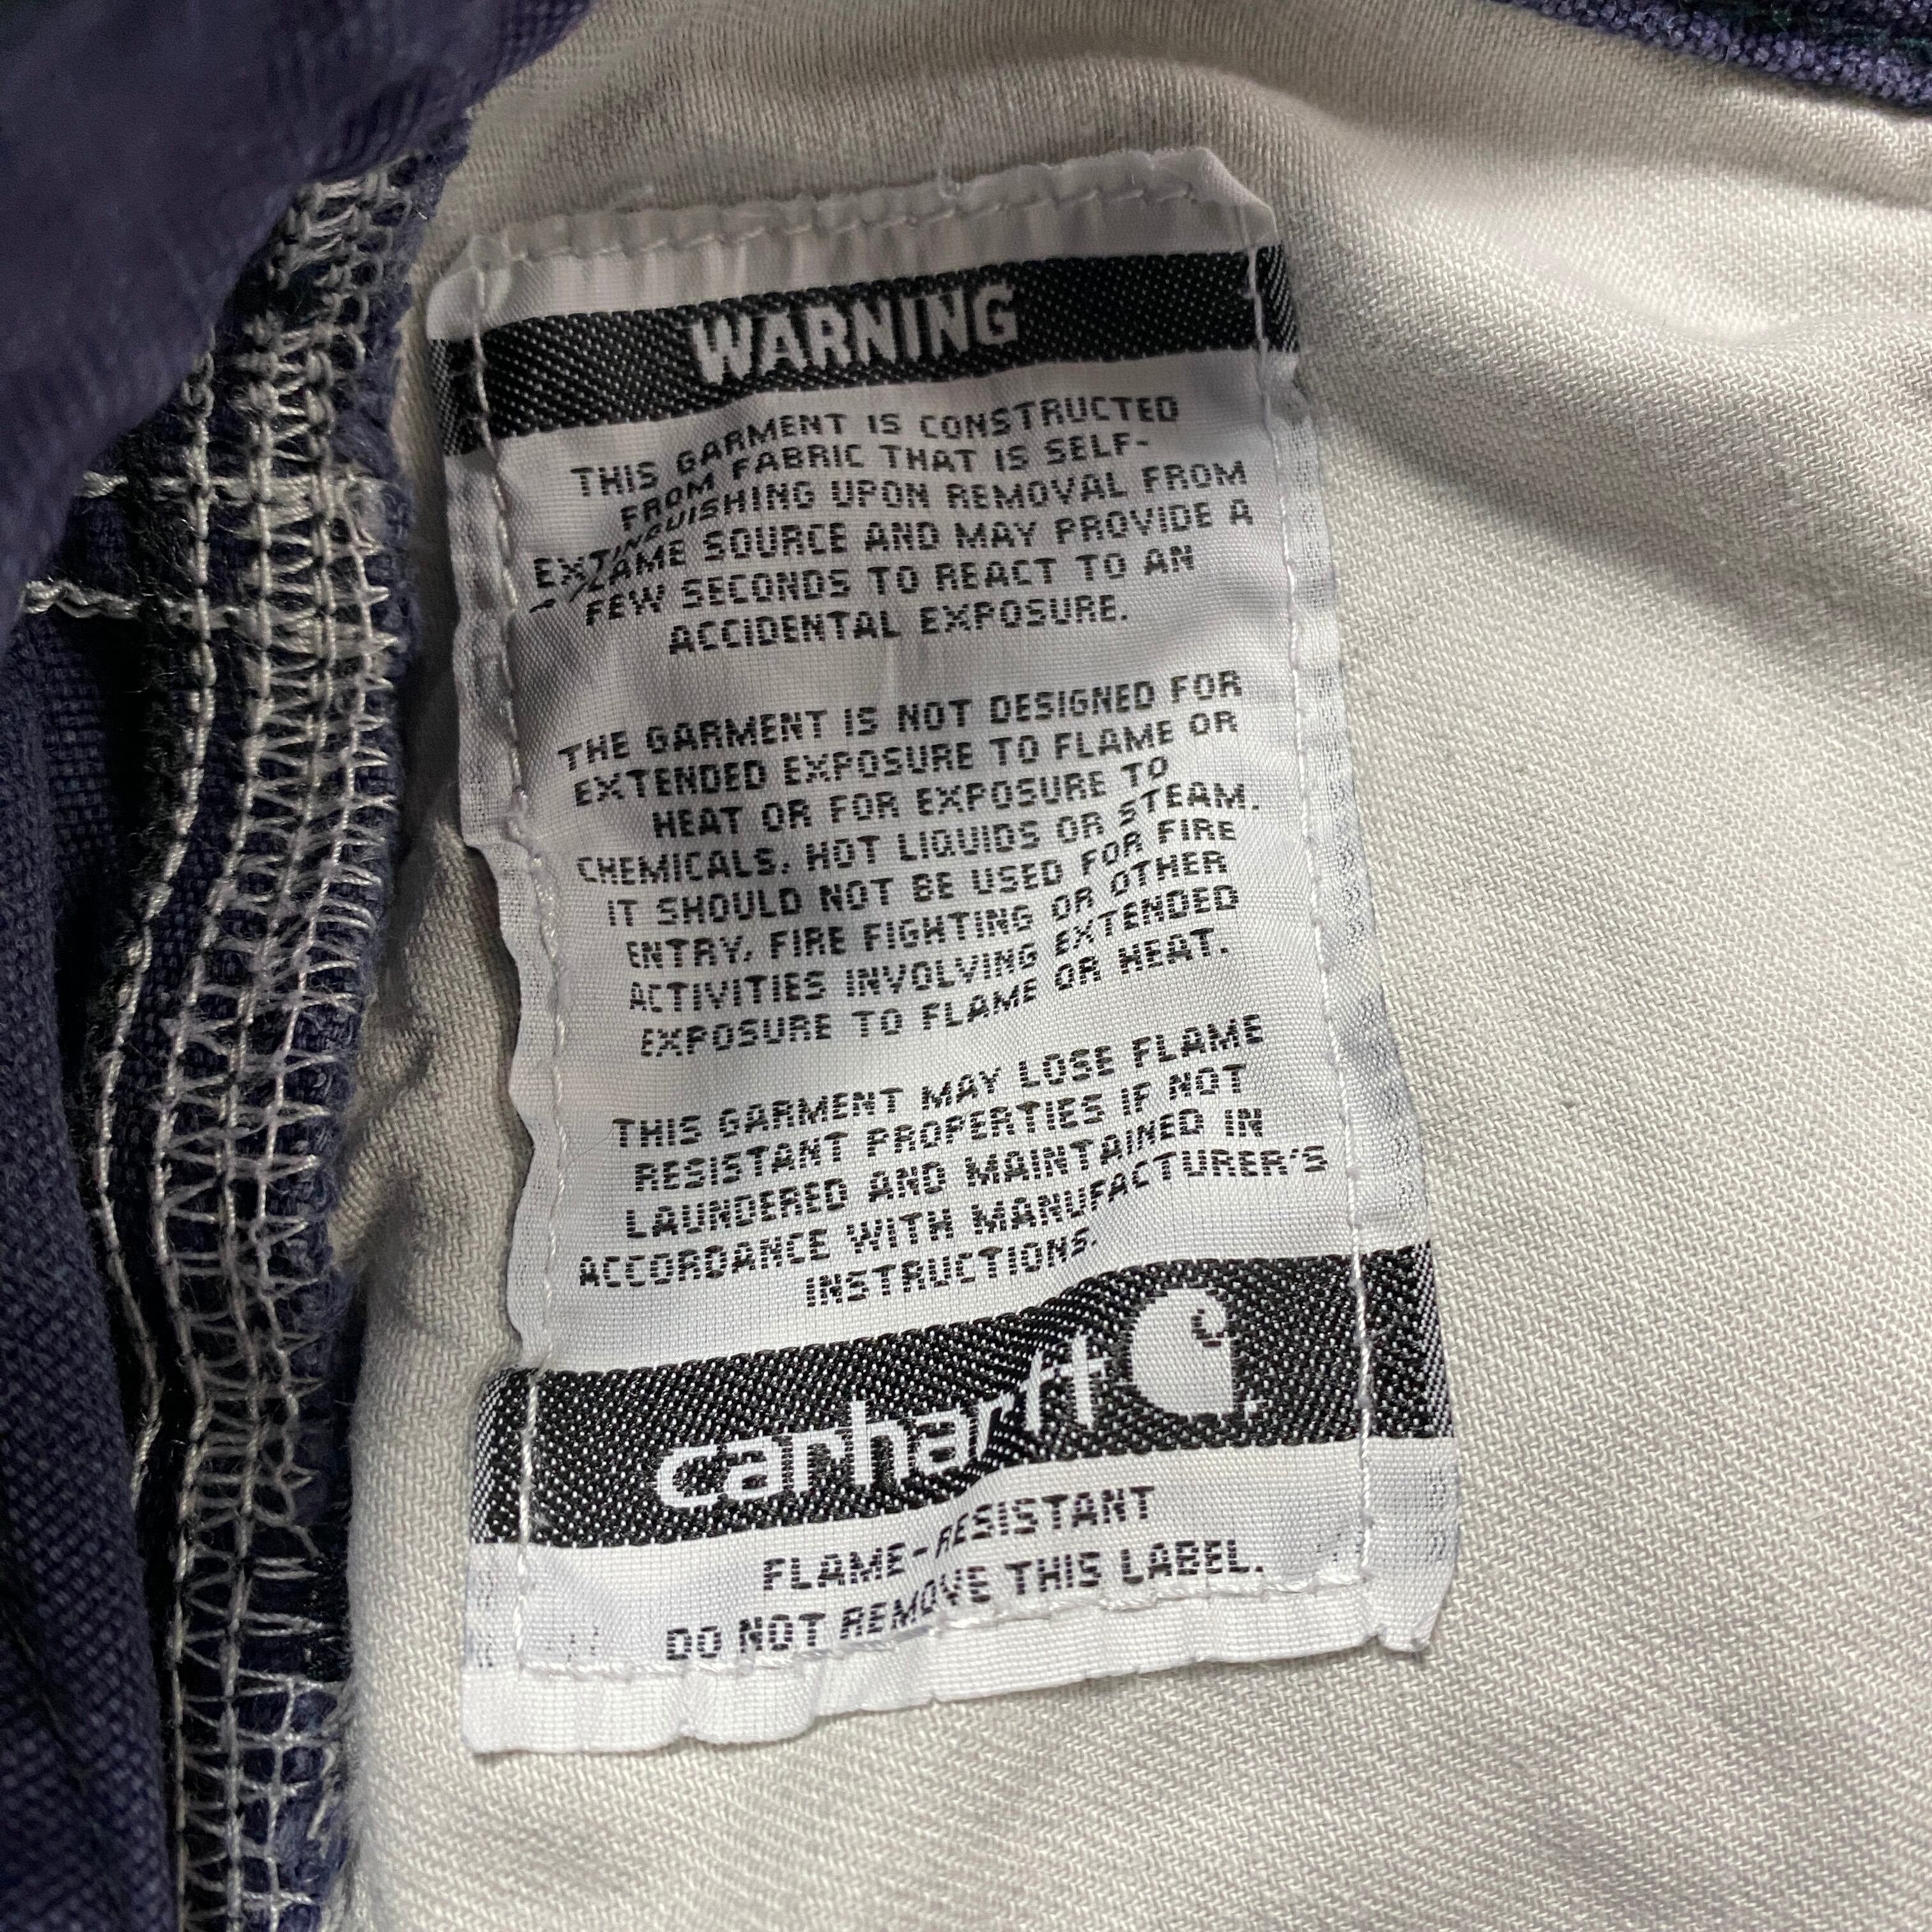 WARNING
THIS GARMENT IS CONSTRUCTED
FROM FABRIC THAT IS SELF-
EXTINGUISHING UPON REMOVAL FROM
FLAME SOURCE AND MAY PROVIDE A
FEW SECONDS TO REACT TO AN
ACCIDENTAL EXPOSURE.
THE GARMENT IS NOT DESIGNED FOR
EXTENDED EXPOSURE TO FLAME OR
HEAT OR FOR EXPOSURE TO
CHEMICALS, HOT LIQUIDS OR STEAM.
IT SHOULD NOT BE USED FOR FIRE
ENTRY, FIRE FIGHTING OR OTHER
ACTIVITIES INVOLVING EXTENDED
EXPOSURE TO FLAME OR HEAT.
THIS GARMENT MAY LOSE FLAME
RESISTANT PROPERTIES IF NOT
LAUNDERED AND MAINTAINED IN
ACCORDANCE WITH MANUFACTURER'S
INSTRUCTIONS.
carhartt
FLAME-RESISTANT
DO NOT REMOVE THIS LABEL.